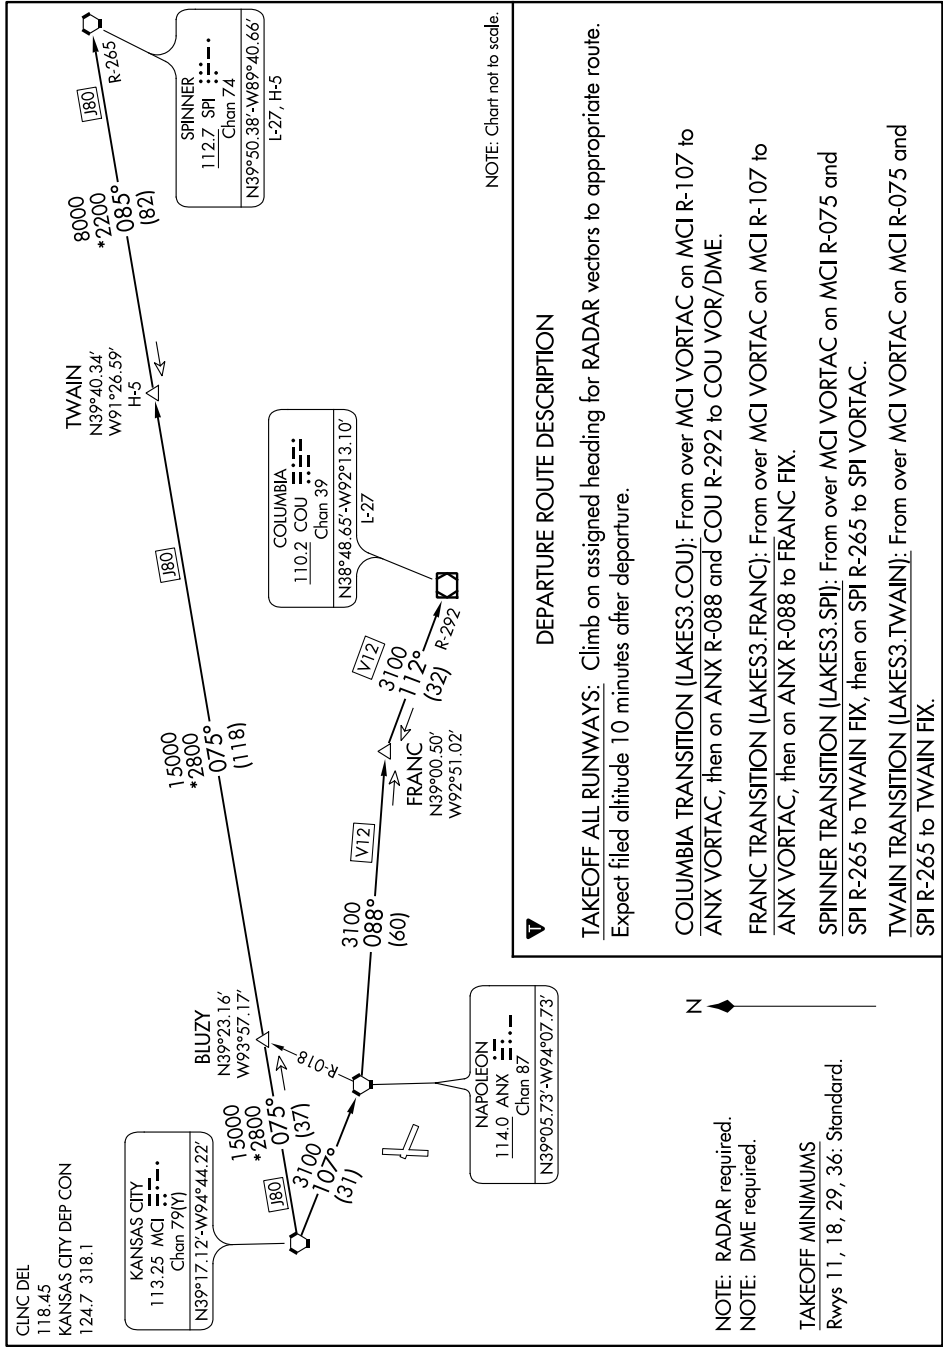 CLNC DEL
118.45
KANSAS CITY DEP CON
124.7 318.1
KANSAS CITY
113.25 MCI
Chan 79(Y)
N39°17.12'-W94°44.22'
J80
15000
*2800
075°
(37)
3100
107°
(31)
BLUZY
N39°23.16'
W93°57.17'
R-018
NAPOLEON
114.0 ANX
Chan 87
N39°05.73'-W94°07.73'
3100
088°
(60)
V12
15000
*2800
075°
(118)
J80
FRANC
N39°00.50'
W92°51.02'
V12
3100
112°
(32)
R-292
COLUMBIA
110.2 COU
Chan 39
N38°48.65'-W92°13.10'
L-27
TWAIN
N39°40.34'
W91°26.59'
H-5
8000
*2200
085°
(82)
J80
R-265
SPINNER
112.7 SPI
Chan 74
N39°50.38'-W89°40.66'
L-27, H-5
NOTE: Chart not to scale.
N
NOTE: RADAR required.
NOTE: DME required.
TAKEOFF MINIMUMS
Rwys 11, 18, 29, 36: Standard.
T
DEPARTURE ROUTE DESCRIPTION
TAKEOFF ALL RUNWAYS: Climb on assigned heading for RADAR vectors to appropriate route.
Expect filed altitude 10 minutes after departure.
COLUMBIA TRANSITION (LAKES3.COU): From over MCI VORTAC on MCI R-107 to
ANX VORTAC, then on ANX R-088 and COU R-292 to COU VOR/DME.
FRANC TRANSITION (LAKES3.FRANC): From over MCI VORTAC on MCI R-107 to
ANX VORTAC, then on ANX R-088 to FRANC FIX.
SPINNER TRANSITION (LAKES3.SPI): From over MCI VORTAC on MCI R-075 and
SPI R-265 to TWAIN FIX, then on SPI R-265 to SPI VORTAC.
TWAIN TRANSITION (LAKES3.TWAIN): From over MCI VORTAC on MCI R-075 and
SPI R-265 to TWAIN FIX.